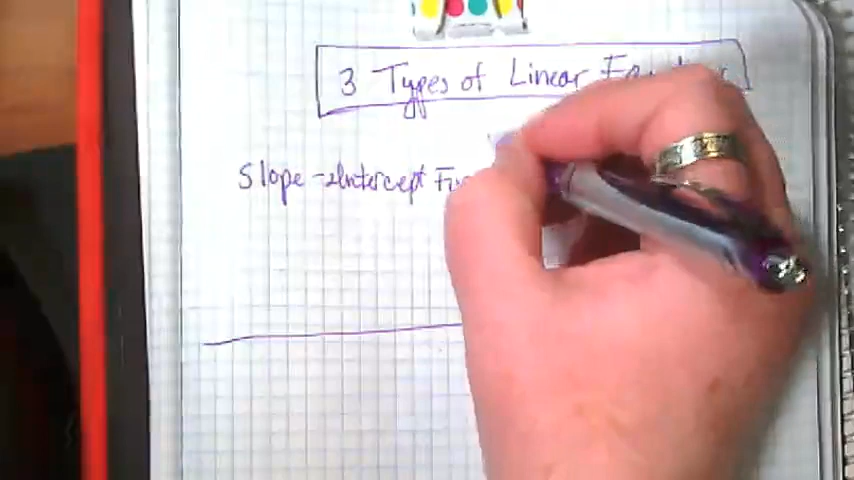 3 Types of Linear
Slope - Intercept